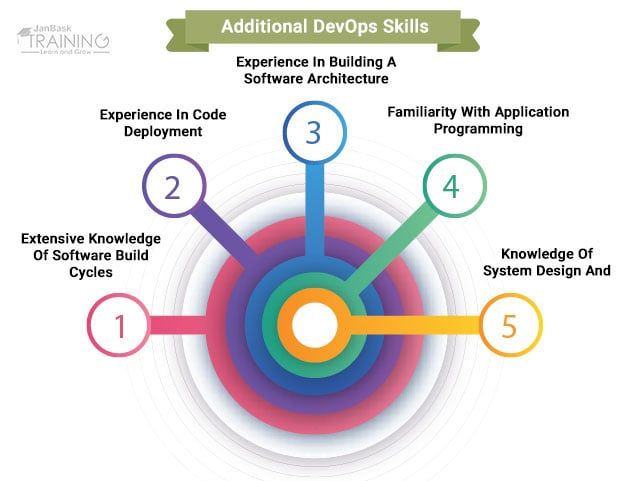 JanBask
TRAINING
Learn and Grow
Additional DevOps Skills
Experience In Building A
Software Architecture
Experience In Code
Deployment
Familiarity With Application
Programming
Extensive Knowledge
Of Software Build
Cycles
Knowledge Of
System Design And
1
2
3
4
5